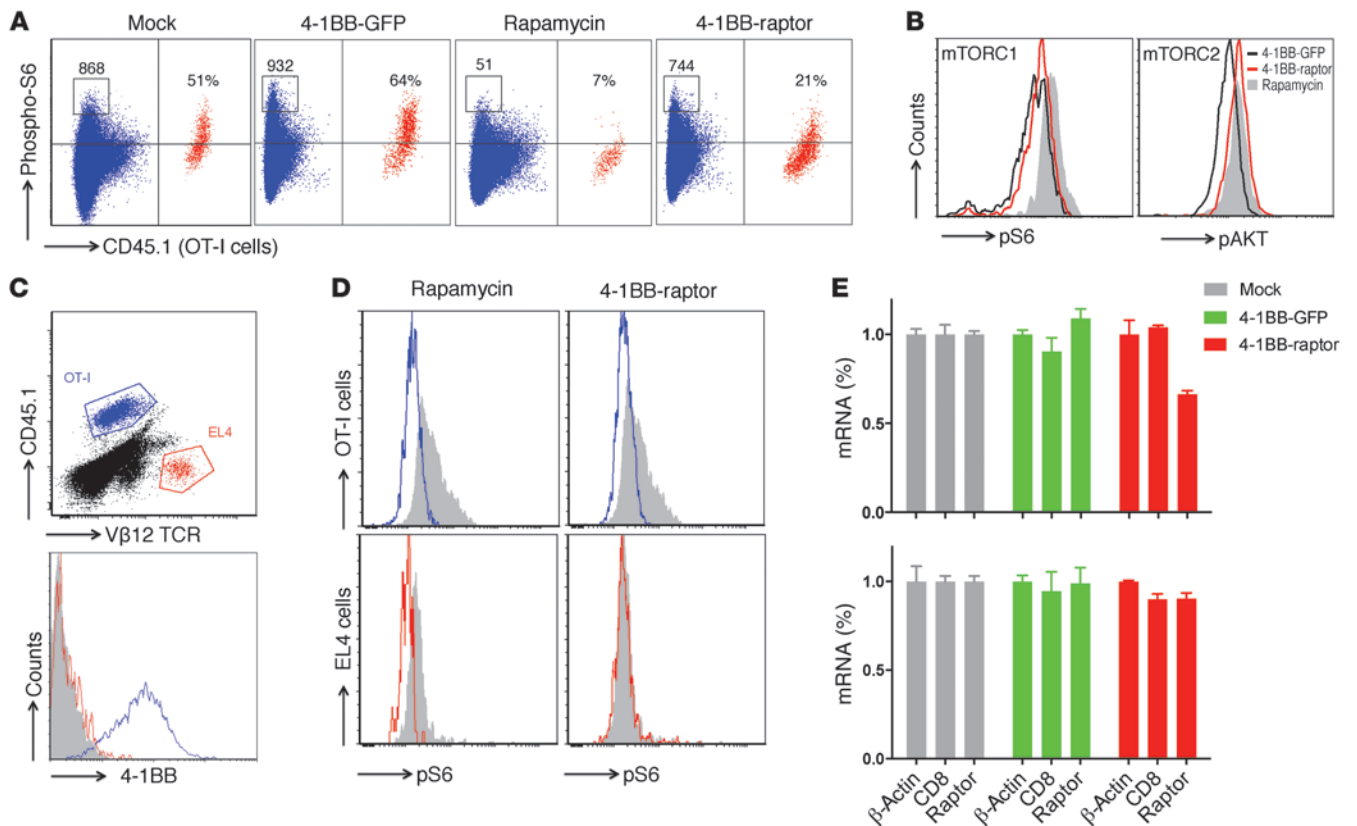 A
Mock
4-1BB-GFP
Rapamycin
4-1BB-raptor
868
51%
932
64%
51
7%
744
21%
Phospho-S6
CD45.1 (OT-I cells)
B
mTORC1
mTORC2
4-1BB-GFP
4-1BB-raptor
Rapamycin
Counts
pS6
pAKT
C
OT-I
EL4
CD45.1
Vβ12 TCR
Counts
4-1BB
D
Rapamycin
4-1BB-raptor
OT-I cells
EL4 cells
pS6
pS6
E
Mock
4-1BB-GFP
4-1BB-raptor
mRNA (%)
1.0
0.5
0.0
mRNA (%)
1.0
0.5
0.0
β-Actin
CD8
Raptor
β-Actin
CD8
Raptor
β-Actin
CD8
Raptor